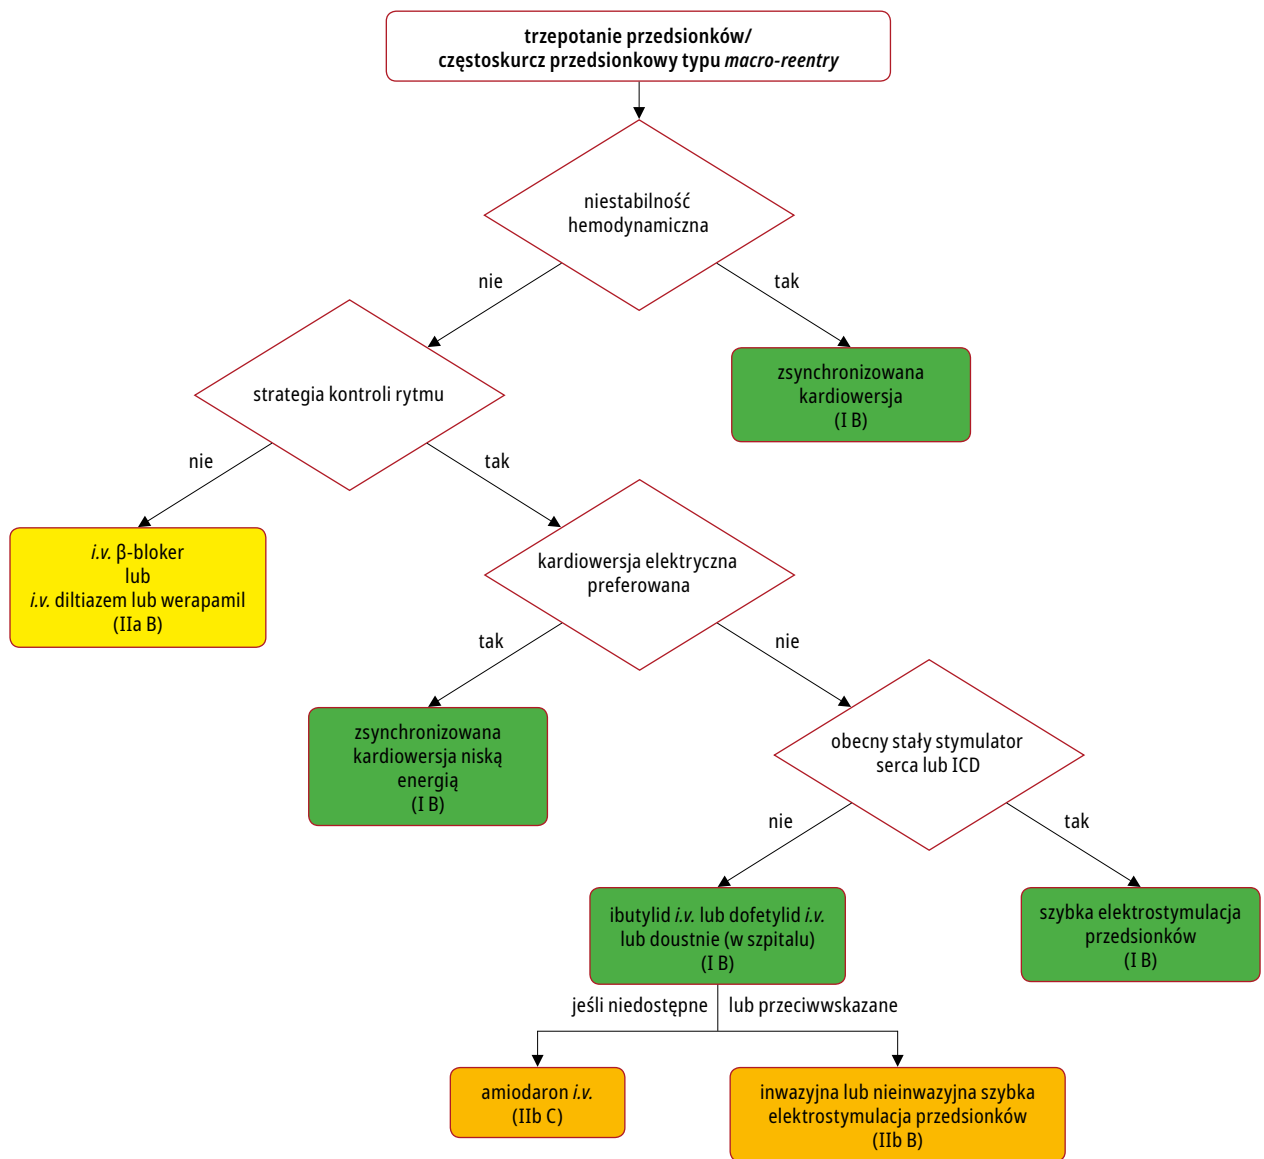 trzepotanie przedsionków/
częstoskurcz przedsionkowy typu macro-reentry
niestabilność
hemodynamiczna
nie
tak
strategia kontroli rytmu
zsynchronizowana
kardiowersja
(I B)
nie
tak
i.v. β-bloker
lub
i.v. diltiazem lub werapamil
(IIa B)
kardiowersja elektryczna
preferowana
tak
nie
zsynchronizowana
kardiowersja niską
energią
(I B)
obecny stały stymulator
serca lub ICD
nie
tak
ibutylid i.v. lub dofetylid i.v.
lub doustnie (w szpitalu)
(I B)
szybka elektrostymulacja
przedsionków
(I B)
jeśli niedostępne lub przeciwwskazane
amiodaron i.v.
(IIb C)
inwazyjna lub nieinwazyjna szybka
elektrostymulacja przedsionków
(IIb B)